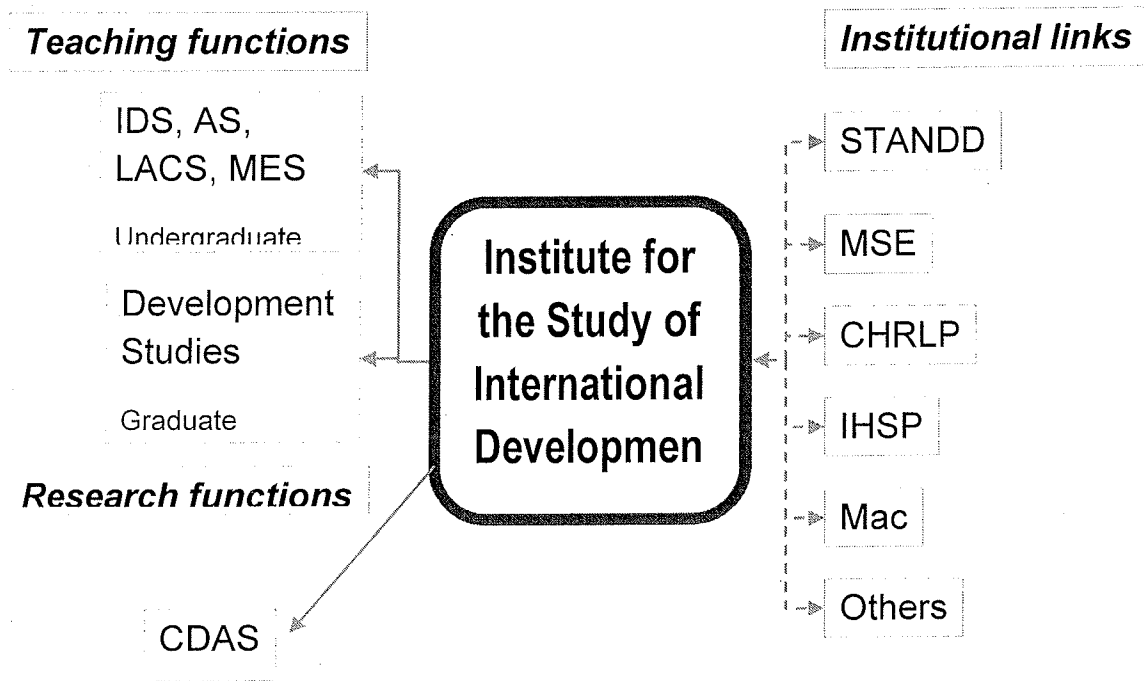 Teaching functions
IDS, AS,
LACS, MES
Undergraduate
Development
Studies
Graduate
Research functions
CDAS
Institute for
the Study of
International
Developmen
Institutional links
STANDD
MSE
CHRLP
IHSP
Mac
Others